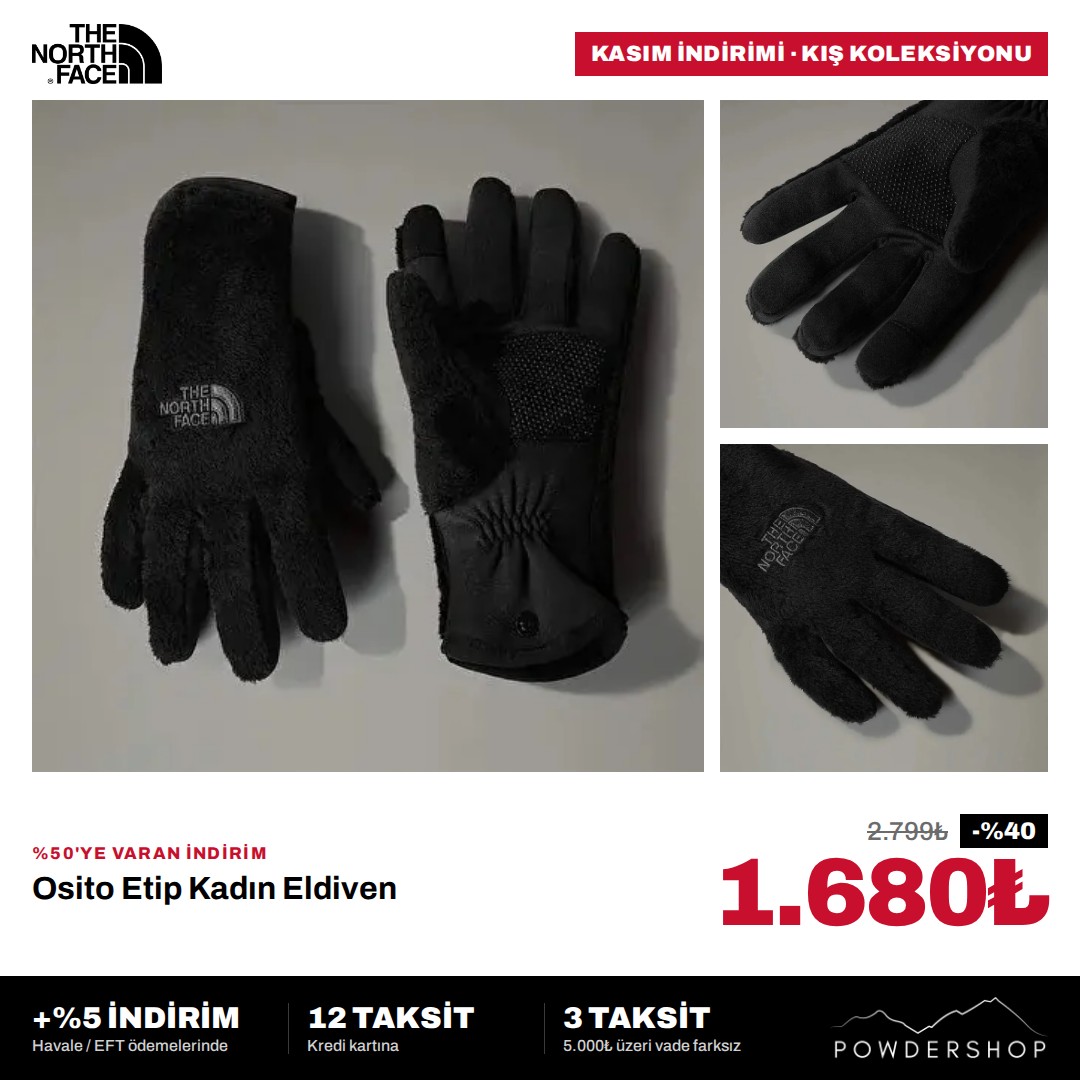 THE
NORTH
FACE
KASIM İNDİRİMİ · KIŞ KOLEKSİYONU
THE
NORTH
FACE
THE
NORTH
FACE
2.799₺
-%40
%50'YE VARAN İNDİRİM
Osito Etip Kadın Eldiven
1.680₺
+%5 İNDİRİM
Havale / EFT ödemelerinde
12 TAKSİT
Kredi kartına
3 TAKSİT
5.000₺ üzeri vade farksız
POWDERSHOP